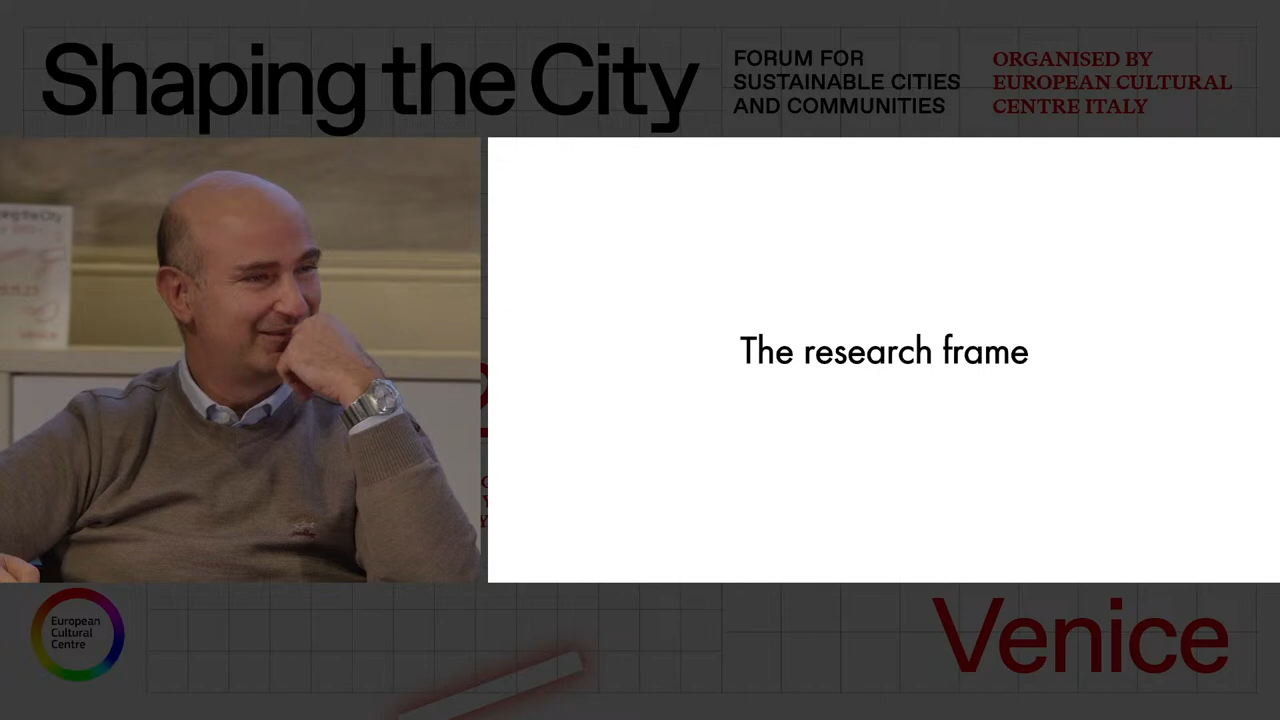 Shaping the City
FORUM FOR
SUSTAINABLE CITIES
AND COMMUNITIES
ORGANISED BY
EUROPEAN CULTURAL
CENTRE ITALY
The research frame
European
Cultural
Centre
Venice